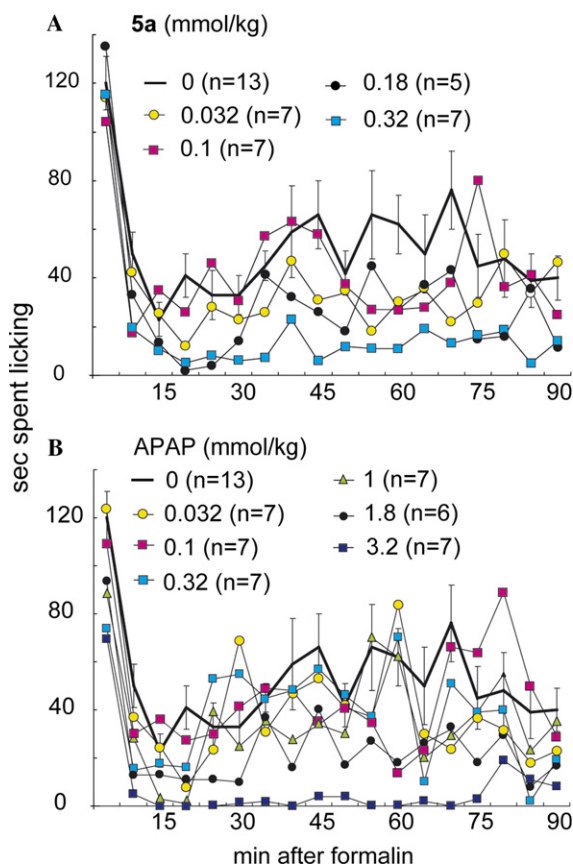 A 5a (mmol/kg)
120
0 (n=13) 0.18 (n=5)
0.032 (n=7) 0.32 (n=7)
0.1 (n=7)
80
40
0
15 30 45 60 75 90
sec spent licking
B APAP (mmol/kg)
0 (n=13) 1 (n=7)
120
0.032 (n=7) 1.8 (n=6)
0.1 (n=7) 3.2 (n=7)
0.32 (n=7)
80
40
0
15 30 45 60 75 90
min after formalin